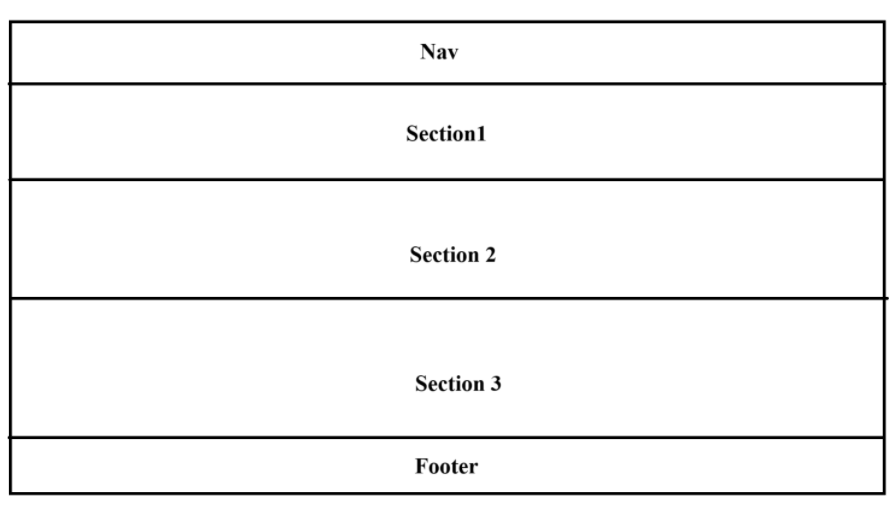 Nav
Section1
Section 2
Section 3
Footer